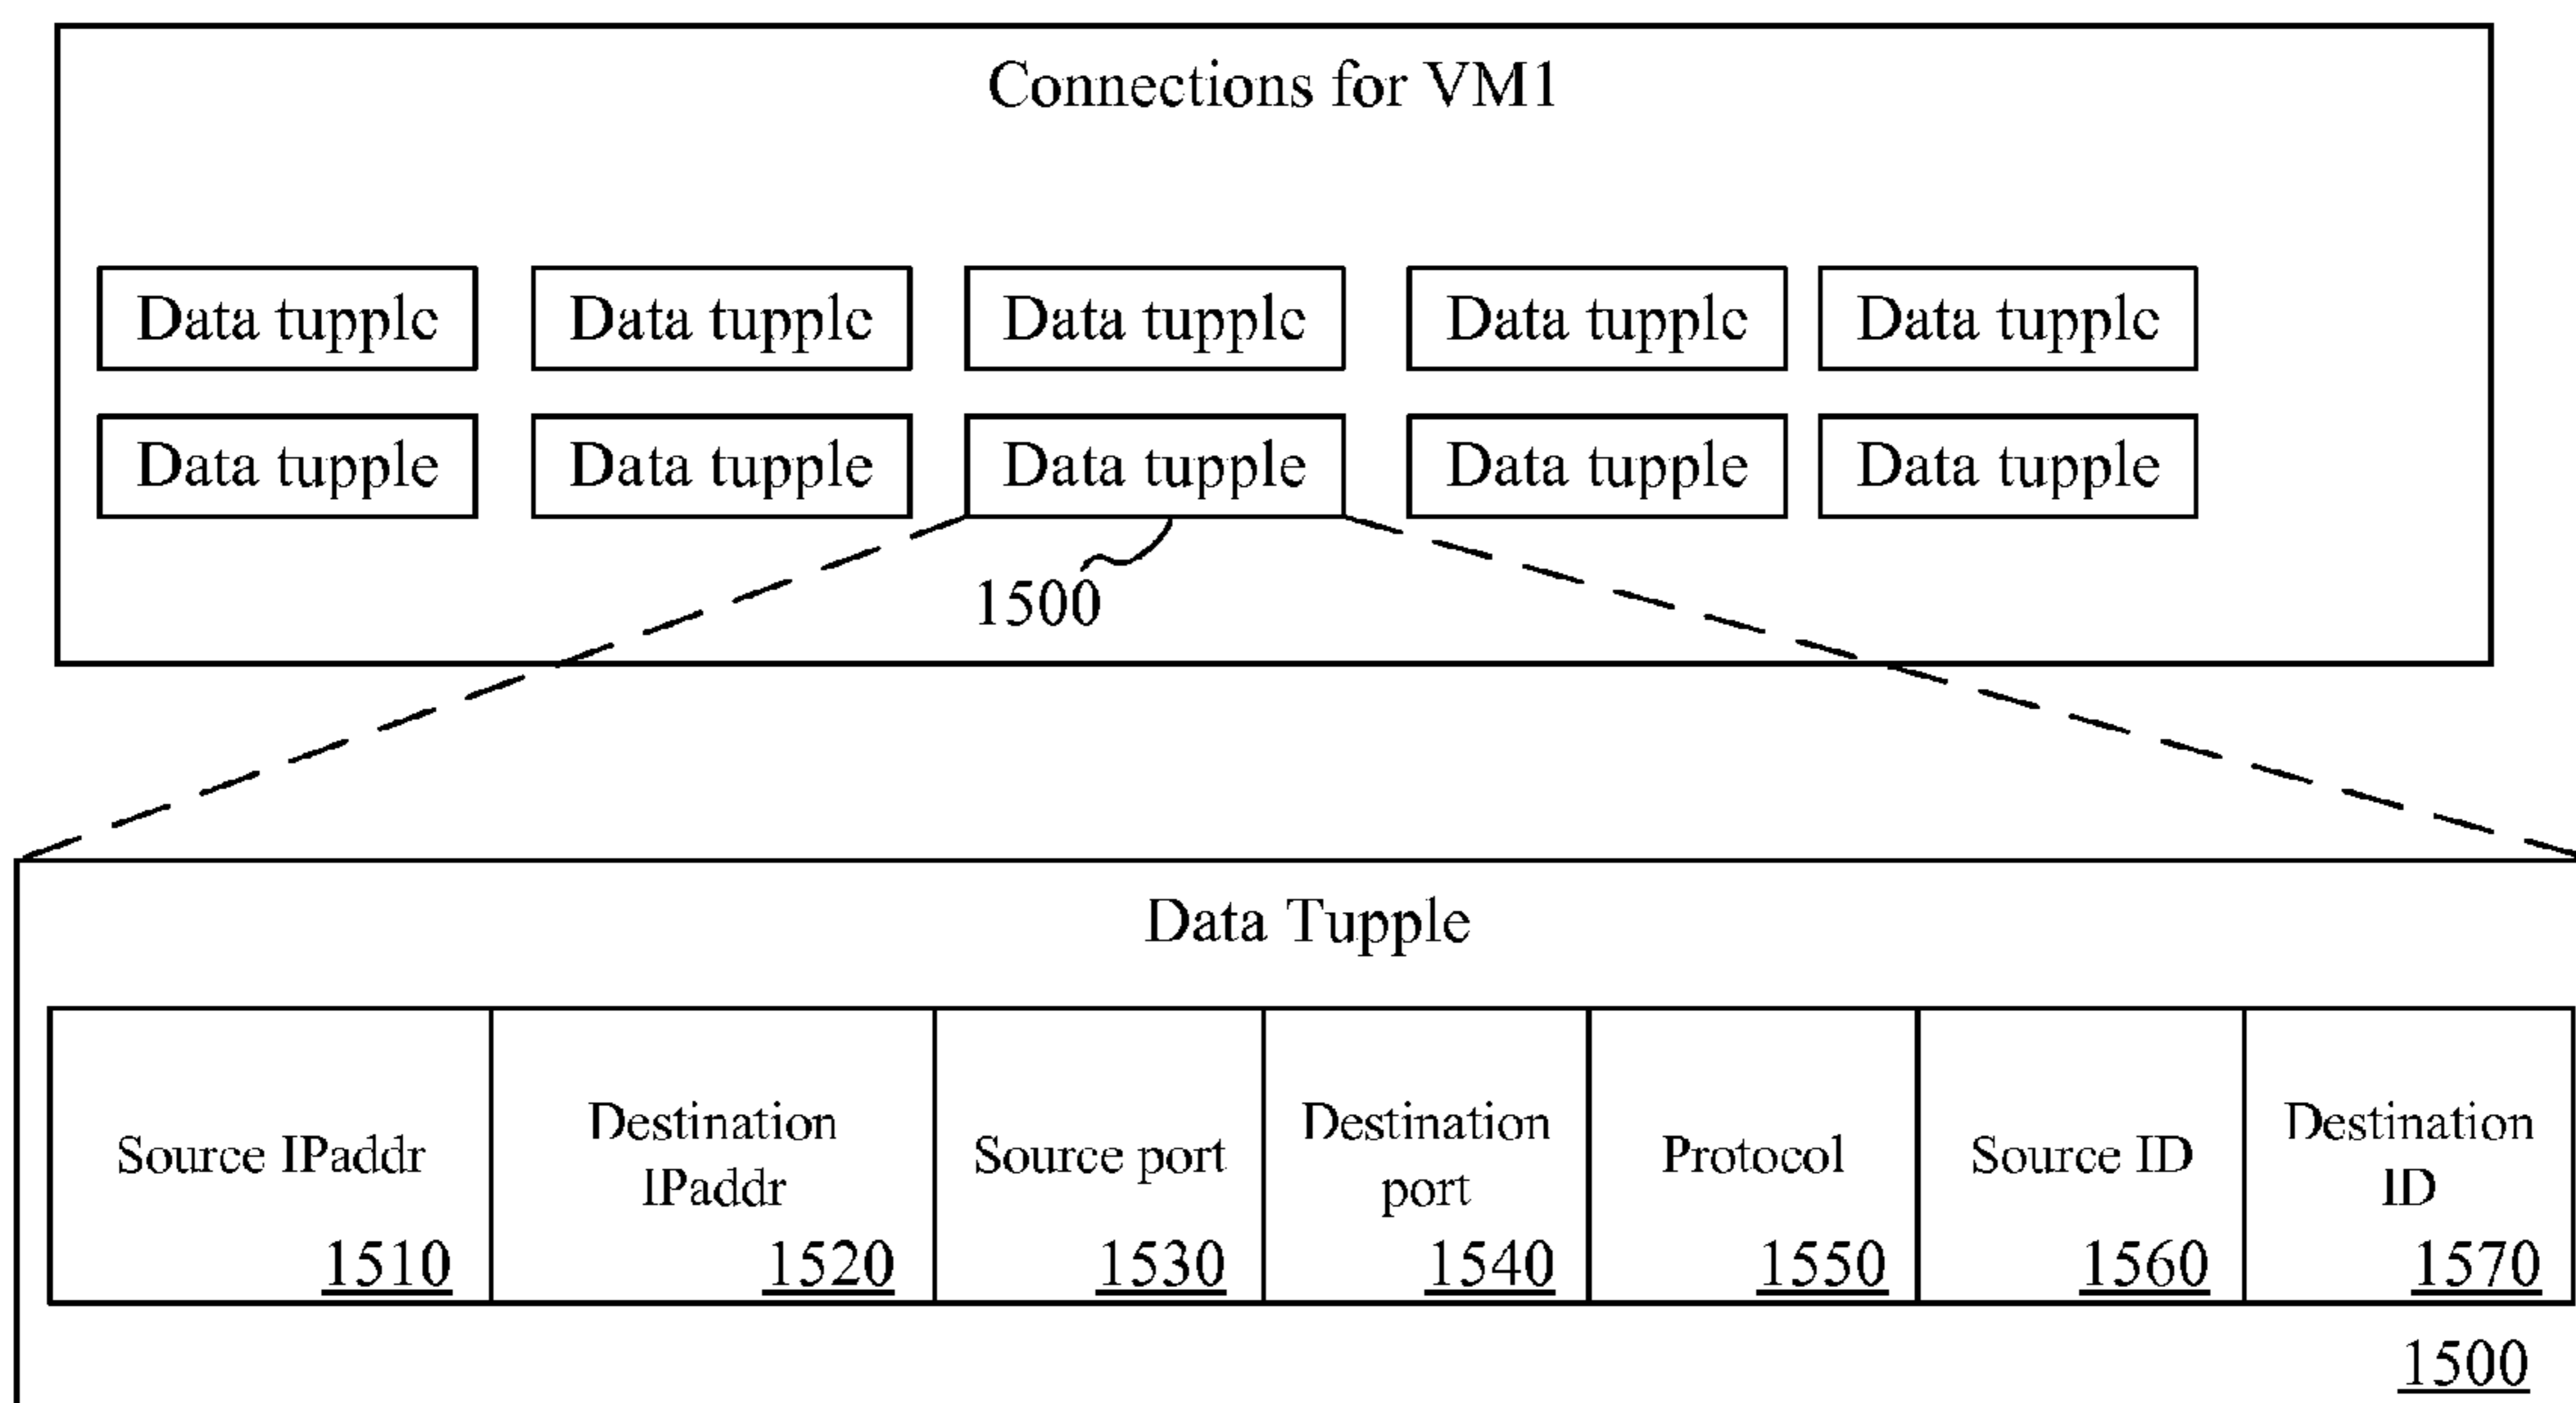 Connections for VM1
Data tupple Data tupple Data tupple Data tupple Data tupple
Data tupple Data tupple Data tupple Data tupple Data tupple
1500
Data Tupple
Source IPaddr
1510
Destination
IPaddr
1520
Source port
1530
Destination
port
1540
Protocol
1550
Source ID
1560
Destination
ID
1570
1500